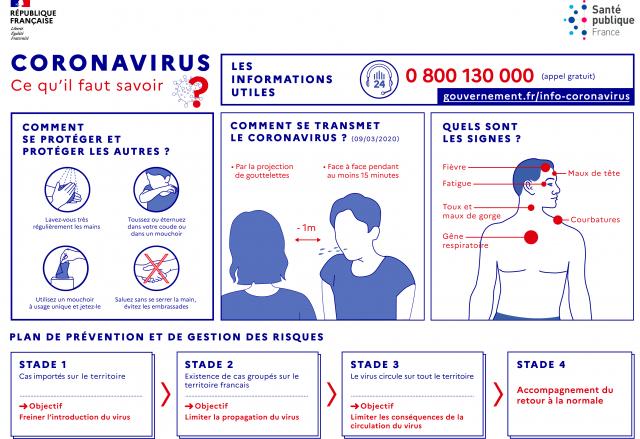 RÉPUBLIQUE
FRANÇAISE
Liberté
Égalité
Fraternité
Santé
publique
France
CORONAVIRUS
Ce qu'il faut savoir
?
LES
INFORMATIONS
UTILES
24
0 800 130 000 (appel gratuit)
gouvernement.fr/info-coronavirus
COMMENT
SE PROTÉGER ET
PROTÉGER LES AUTRES ?
Lavez-vous très
régulièrement les mains
Toussez ou éternuez
dans votre coude ou
dans un mouchoir
Utilisez un mouchoir
à usage unique et jetez-le
Saluez sans se serrer la main,
évitez les embrassades
COMMENT SE TRANSMET
LE CORONAVIRUS ? (09/03/2020)
• Par la projection
de gouttelettes
• Face à face pendant
au moins 15 minutes
- 1m
QUELS SONT
LES SIGNES ?
Fièvre
Maux de tête
Fatigue
Toux et
maux de gorge
Courbatures
Gêne
respiratoire
PLAN DE PRÉVENTION ET DE GESTION DES RISQUES
STADE 1
Cas importés sur le territoire
→ Objectif
Freiner l'introduction du virus
STADE 2
Existence de cas groupés sur le
territoire francais
→ Objectif
Limiter la propagation du virus
STADE 3
Le virus circule sur tout le territoire
→ Objectif
Limiter les conséquences de la
circulation du virus
STADE 4
Accompagnement du
retour à la normale